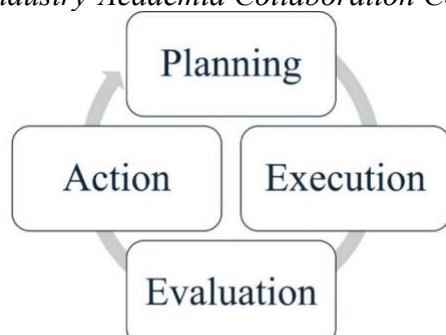 Industry Academia Collaboration
Planning
Action
Execution
Evaluation